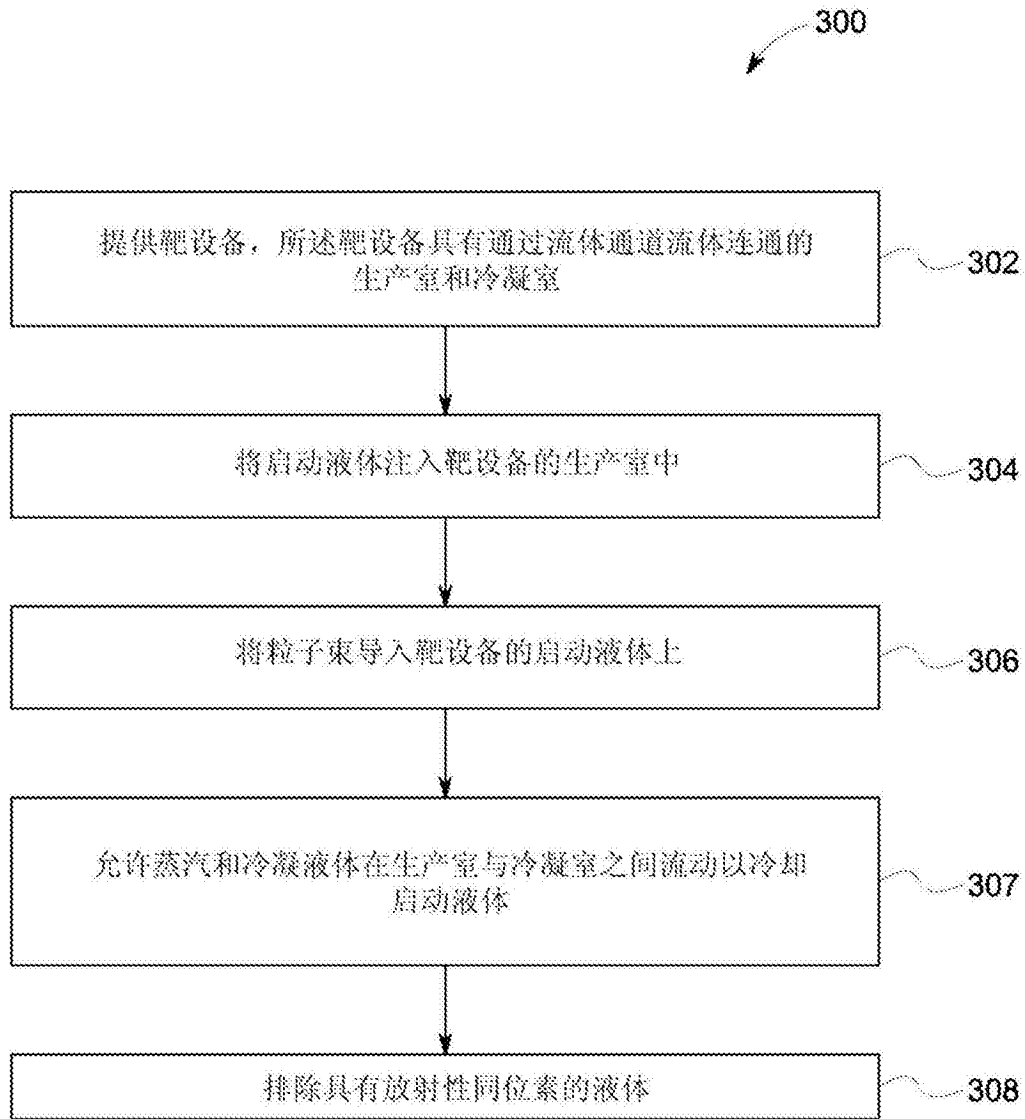 300
提供靶设备，所述靶设备具有通过流体通道流体连通的
生产室和冷凝室
302
将启动液体注入靶设备的生产室中
304
将粒子束导入靶设备的启动液体上
306
允许蒸汽和冷凝液体在生产室与冷凝室之间流动以冷却
启动液体
307
排除具有放射性同位素的液体
308